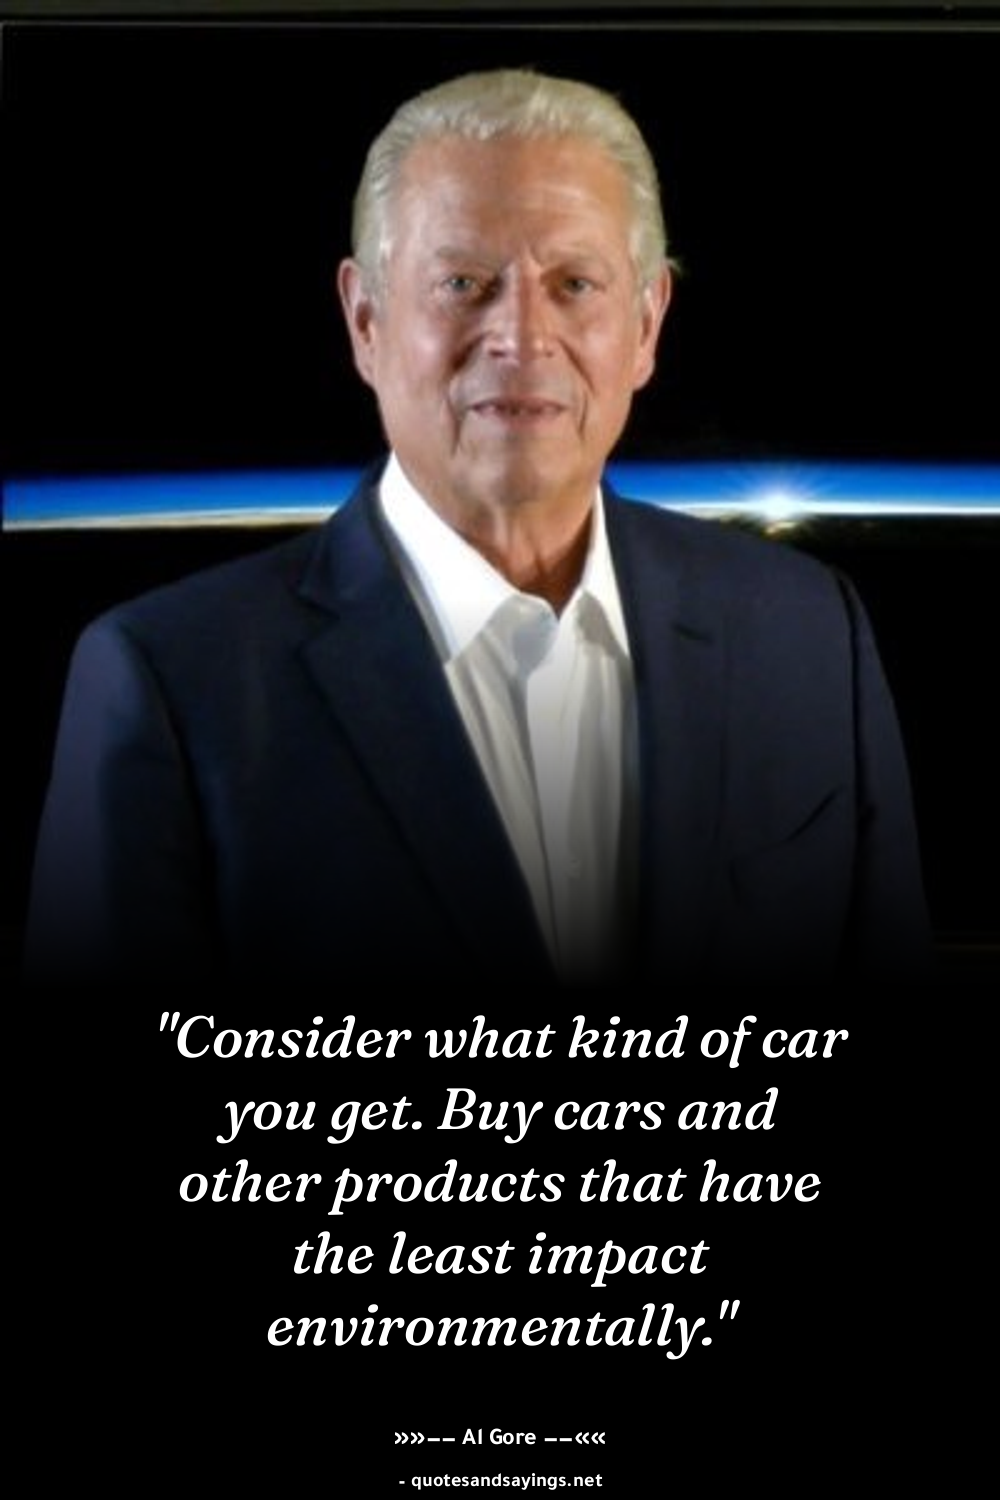 "Consider what kind of car
you get. Buy cars and
other products that have
the least impact
environmentally."
»»–– Al Gore ––««
- quotesandsayings.net